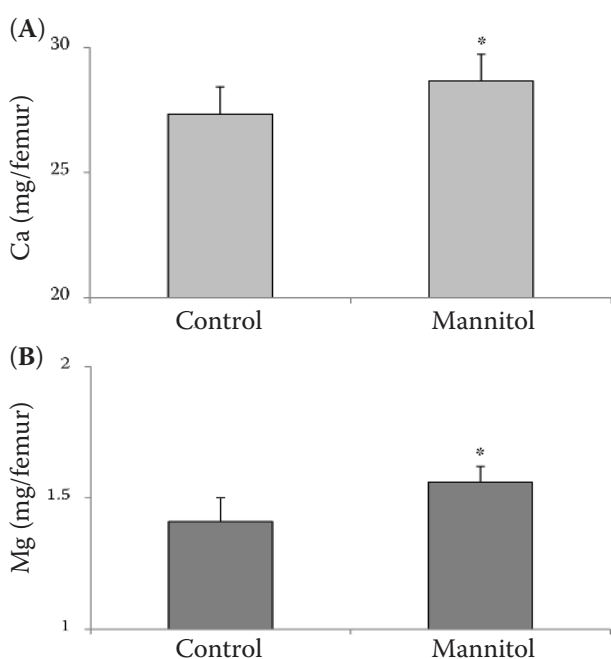 (A)
30
*
Ca (mg/femur)
25
20
Control Mannitol
(B)
2
*
Mg (mg/femur)
1.5
1
Control Mannitol